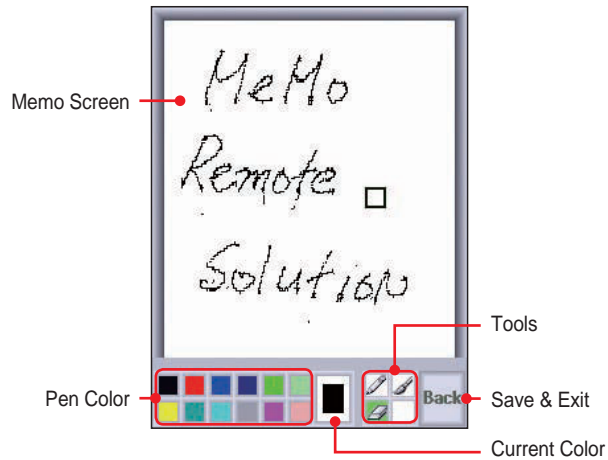 MeMo
Memo Screen
Remote
Solution
Tools
Pen Color
Back
Save & Exit
Current Color